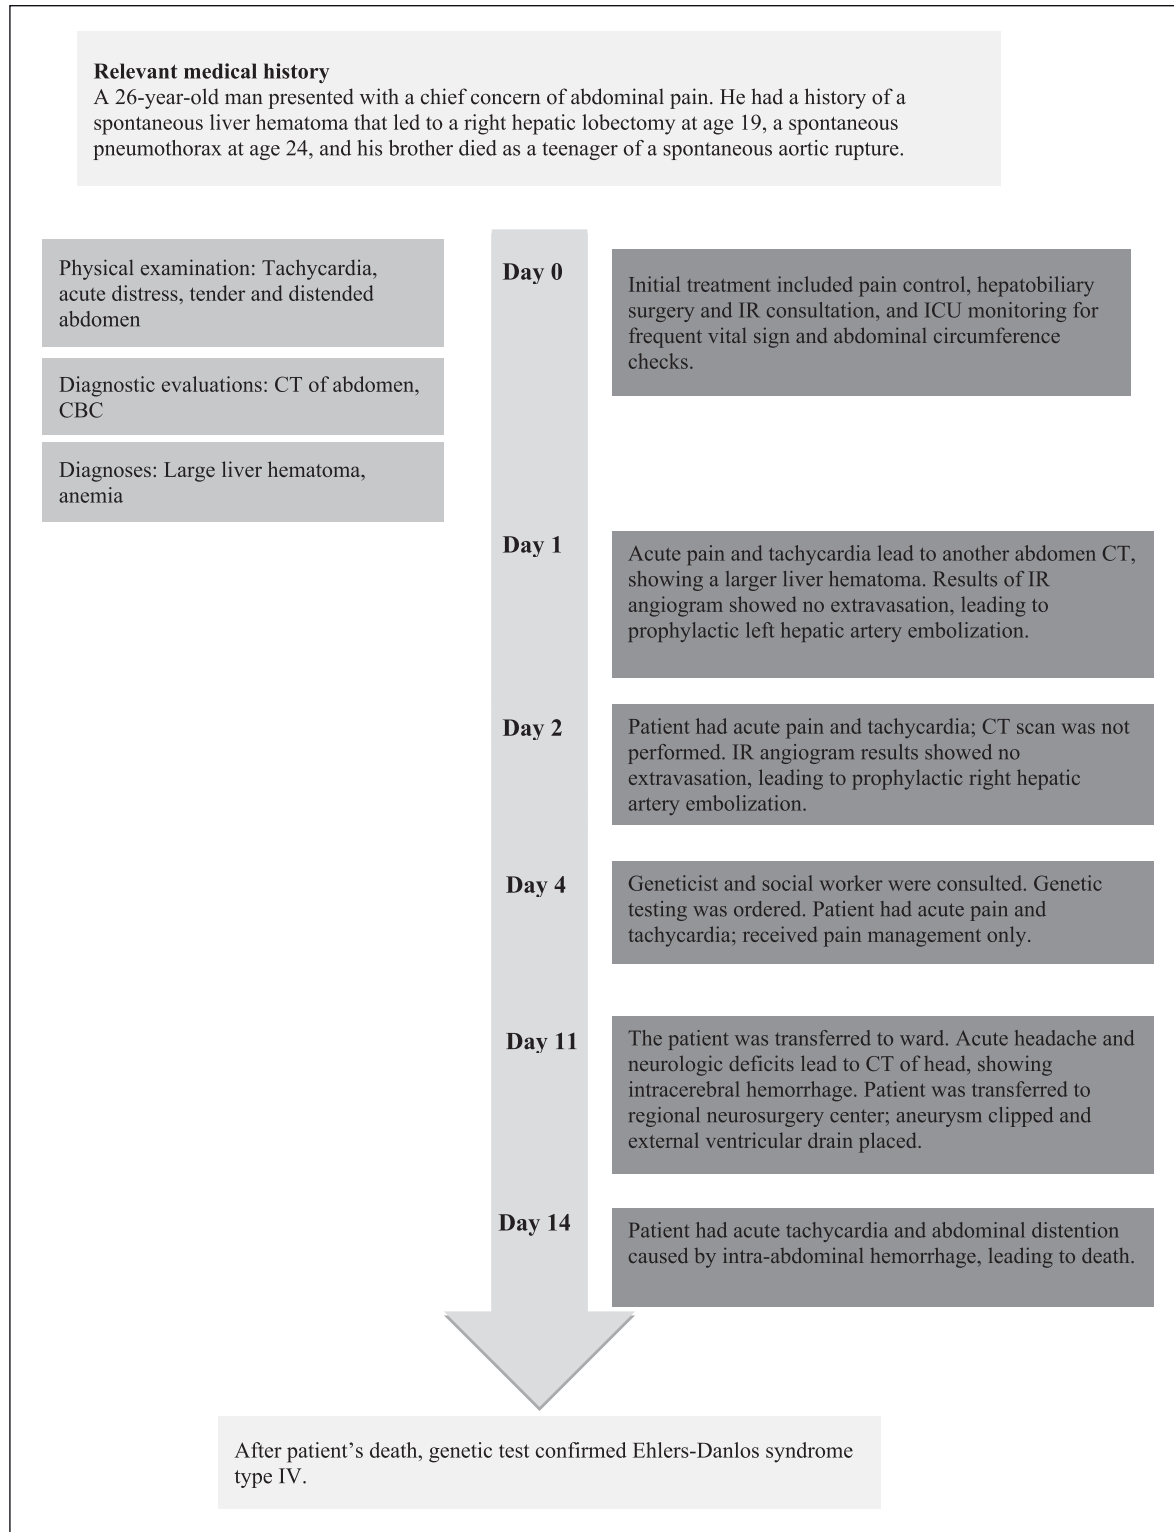 Relevant medical history
A 26-year-old man presented with a chief concern of abdominal pain. He had a history of a
spontaneous liver hematoma that led to a right hepatic lobectomy at age 19, a spontaneous
pneumothorax at age 24, and his brother died as a teenager of a spontaneous aortic rupture.
Physical examination: Tachycardia,
acute distress, tender and distended
abdomen
Diagnostic evaluations: CT of abdomen,
CBC
Diagnoses: Large liver hematoma,
anemia
Day 0
Initial treatment included pain control, hepatobiliary
surgery and IR consultation, and ICU monitoring for
frequent vital sign and abdominal circumference
checks.
Day 1
Acute pain and tachycardia lead to another abdomen CT,
showing a larger liver hematoma. Results of IR
angiogram showed no extravasation, leading to
prophylactic left hepatic artery embolization.
Day 2
Patient had acute pain and tachycardia; CT scan was not
performed. IR angiogram results showed no
extravasation, leading to prophylactic right hepatic
artery embolization.
Day 4
Geneticist and social worker were consulted. Genetic
testing was ordered. Patient had acute pain and
tachycardia; received pain management only.
Day 11
The patient was transferred to ward. Acute headache and
neurologic deficits lead to CT of head, showing
intracerebral hemorrhage. Patient was transferred to
regional neurosurgery center; aneurysm clipped and
external ventricular drain placed.
Day 14
Patient had acute tachycardia and abdominal distention
caused by intra-abdominal hemorrhage, leading to death.
After patient's death, genetic test confirmed Ehlers-Danlos syndrome
type IV.